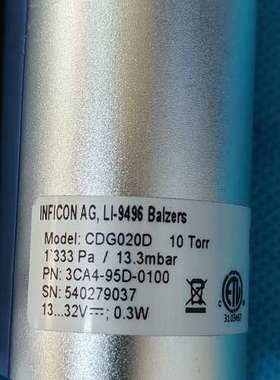 INFICON AG, LI-9496 Balzers
Model: CDG020D 10 Torr
1`333 Pa / 13.3mbar
PN: 3CA4-95D-0100
SN: 540279037
13...32V⎓; 0.3W
ETL